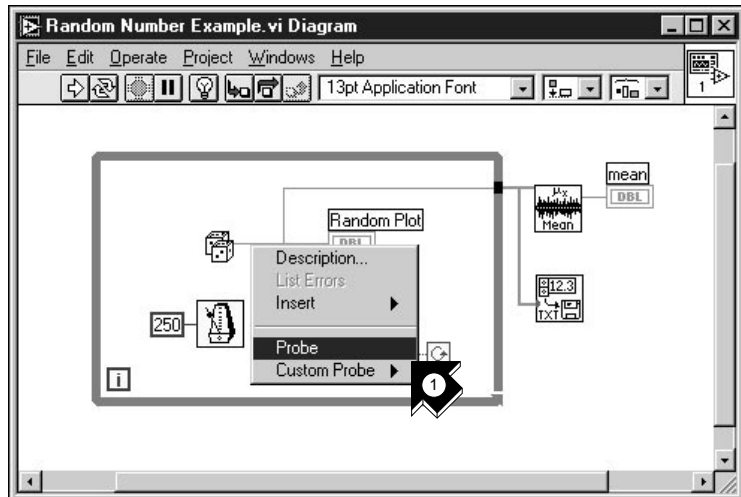 Random Number Example.vi Diagram
File Edit Operate Project Windows Help
13pt Application Font
1
mean
DBL
μx
Mean
Random Plot
DBL
Description...
List Errors
Insert
12.3
TXT
250
Probe
Custom Probe
1
i